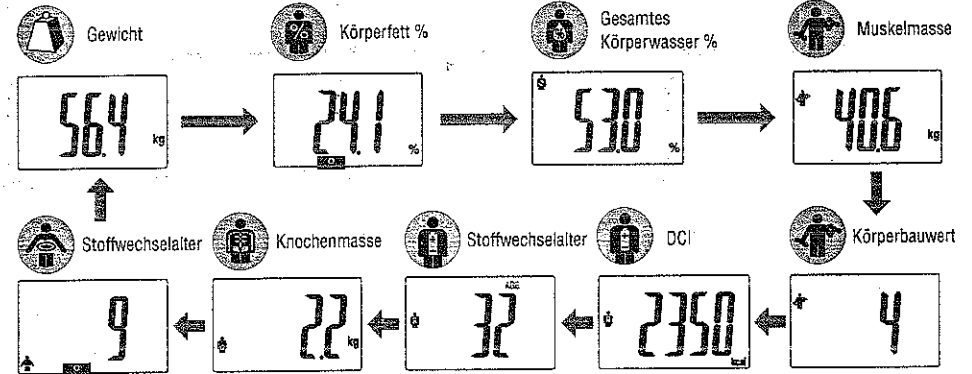 Gewicht
Körperfett %
Gesamtes
Körperwasser %
Muskelmasse
56.4 kg
24.1 %
53.0 %
40.6 kg
Stoffwechselalter
Knochenmasse
Stoffwechselalter
DCI
Körperbauwert
9
2.2 kg
AGE
32
2350 kcal
4